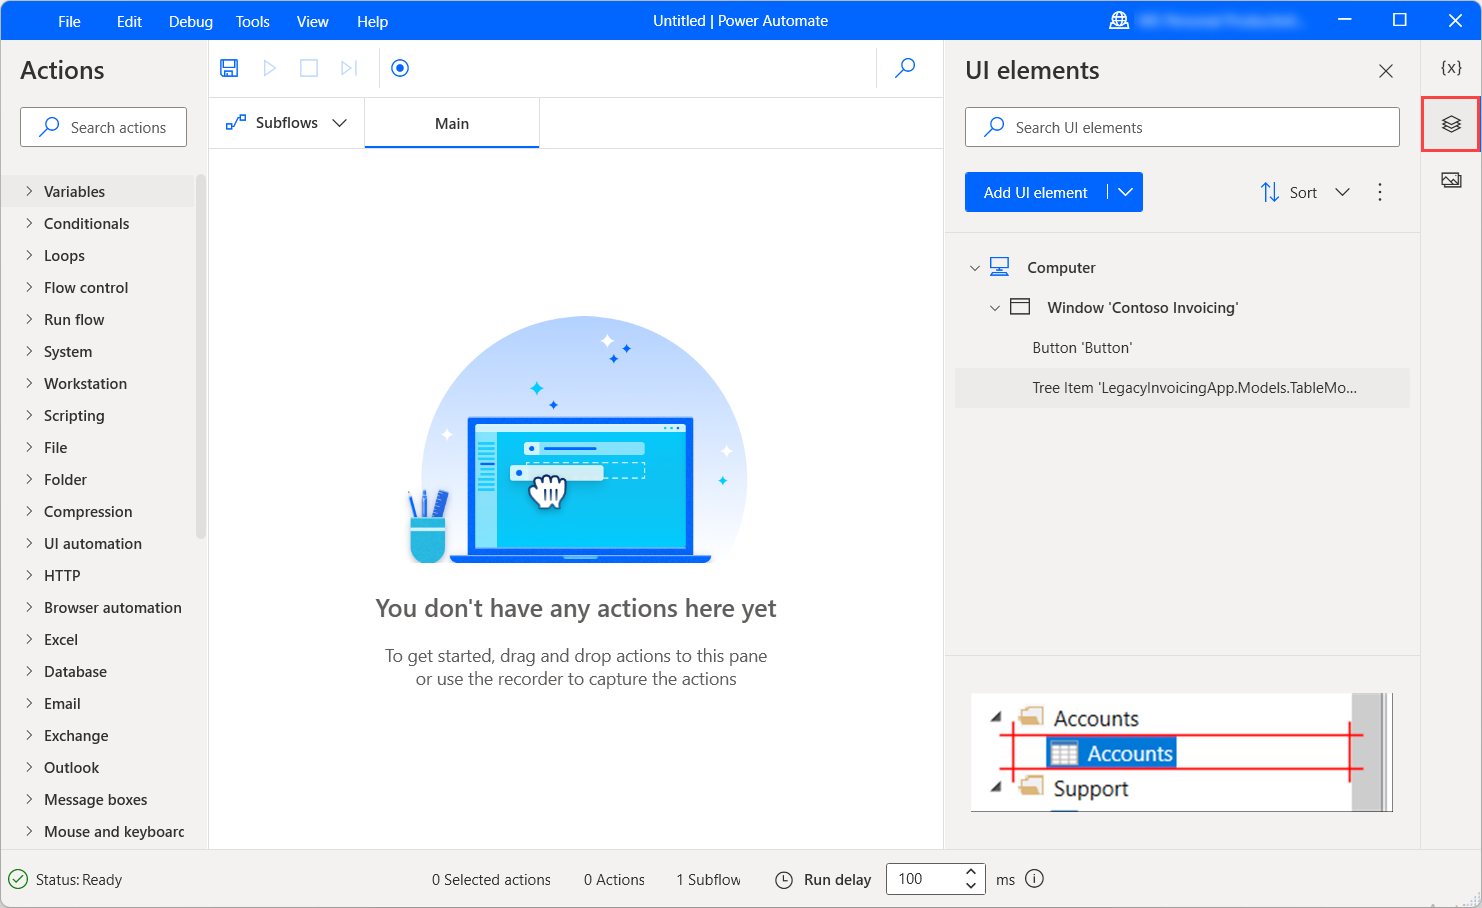 File Edit Debug Tools View Help
Untitled | Power Automate
Actions
Search actions
Variables
Conditionals
Loops
Flow control
Run flow
System
Workstation
Scripting
File
Folder
Compression
UI automation
HTTP
Browser automation
Excel
Database
Email
Exchange
Outlook
Message boxes
Mouse and keyboard
Subflows
Main
You don't have any actions here yet
To get started, drag and drop actions to this pane
or use the recorder to capture the actions
UI elements
Search UI elements
Add UI element
Sort
Computer
Window 'Contoso Invoicing'
Button 'Button'
Tree Item 'LegacyInvoicingApp.Models.TableMo...
Accounts
Accounts
Support
{x}
Status: Ready
0 Selected actions
0 Actions
1 Subflow
Run delay
100
ms